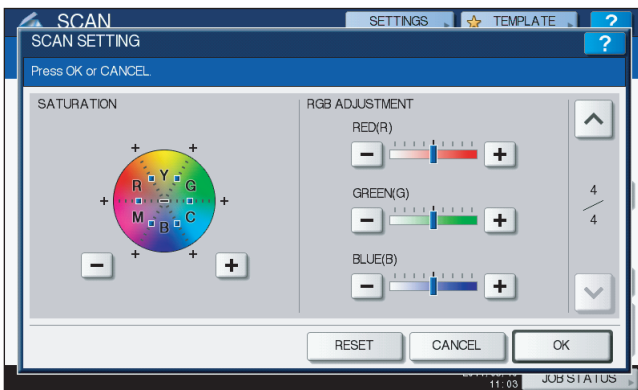 SCAN
SETTINGS
TEMPLATE
?
SCAN SETTING
?
Press OK or CANCEL.
SATURATION
+ +
Y
R G
+ +
M C
B
+ +
- +
RGB ADJUSTMENT
RED(R)
- +
GREEN(G)
- +
BLUE(B)
- +
4
/
4
RESET
CANCEL
OK
11:03
JOB STATUS